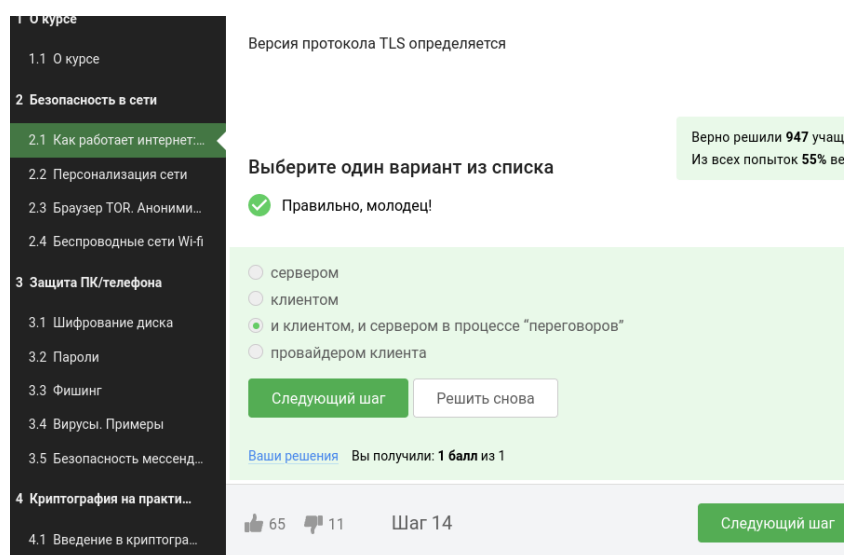 1 О курсе
1.1 О курсе
2 Безопасность в сети
2.1 Как работает интернет:...
2.2 Персонализация сети
2.3 Браузер TOR. Аноними...
2.4 Беспроводные сети Wi-fi
3 Защита ПК/телефона
3.1 Шифрование диска
3.2 Пароли
3.3 Фишинг
3.4 Вирусы. Примеры
3.5 Безопасность мессенд...
4 Криптография на практи...
4.1 Введение в криптогра...
Версия протокола TLS определяется
Верно решили 947 учащ
Из всех попыток 55% ве
Выберите один вариант из списка
Правильно, молодец!
сервером
клиентом
и клиентом, и сервером в процессе “переговоров”
провайдером клиента
Следующий шаг
Решить снова
Ваши решения Вы получили: 1 балл из 1
65 11 Шаг 14
Следующий шаг